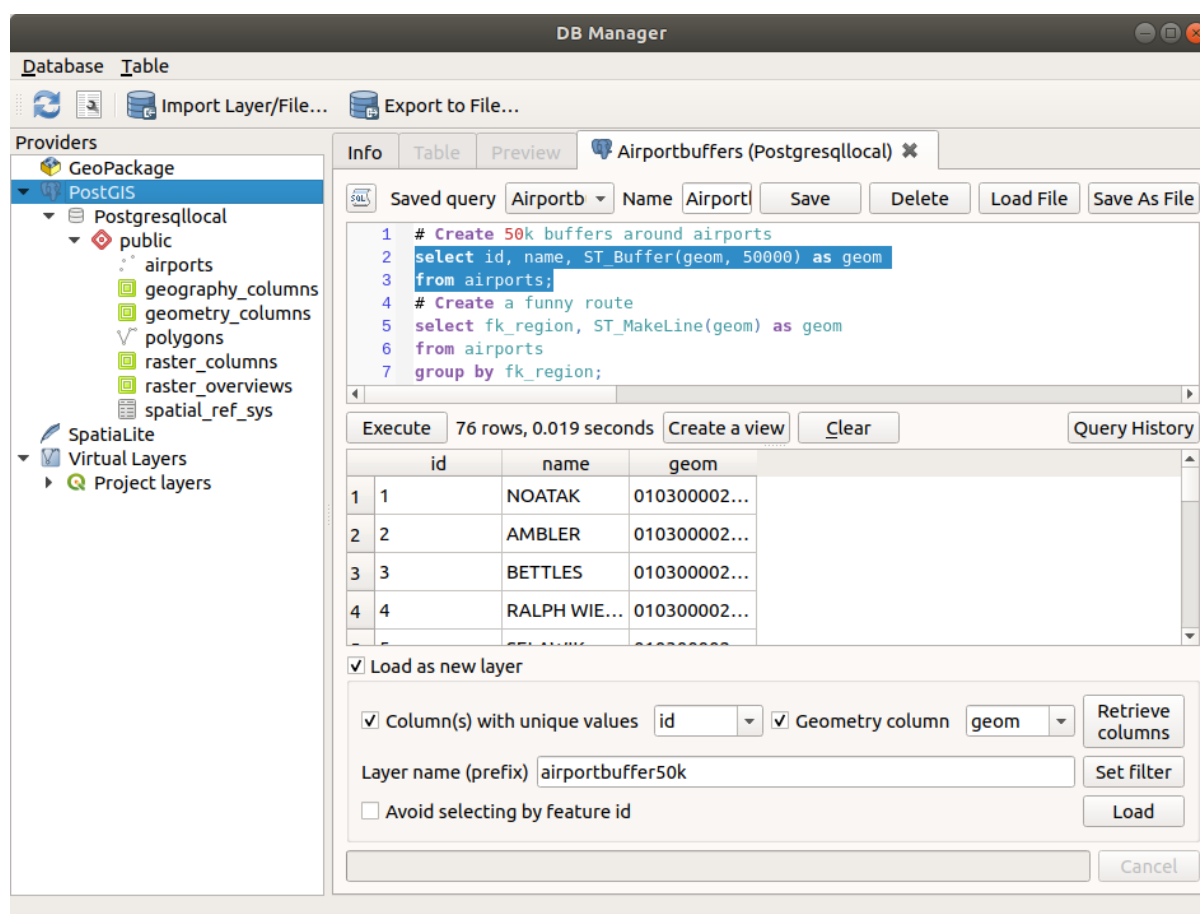 DB Manager
Database Table
Import Layer/File... Export to File...
Providers
GeoPackage
PostGIS
Postgresqllocal
public
airports
geography_columns
geometry_columns
polygons
raster_columns
raster_overviews
spatial_ref_sys
SpatiaLite
Virtual Layers
Project layers
Info Table Preview Airportbuffers (Postgresqllocal)
SQL Saved query Airportb Name Airportl Save Delete Load File Save As File
1 # Create 50k buffers around airports
2 select id, name, ST_Buffer(geom, 50000) as geom
3 from airports;
4 # Create a funny route
5 select fk_region, ST_MakeLine(geom) as geom
6 from airports
7 group by fk_region;
Execute 76 rows, 0.019 seconds Create a view Clear Query History
id name geom
1 1 NOATAK 010300002...
2 2 AMBLER 010300002...
3 3 BETTLES 010300002...
4 4 RALPH WIE... 010300002...
Load as new layer
Column(s) with unique values id Geometry column geom Retrieve columns
Layer name (prefix) airportbuffer50k Set filter
Avoid selecting by feature id Load
Cancel